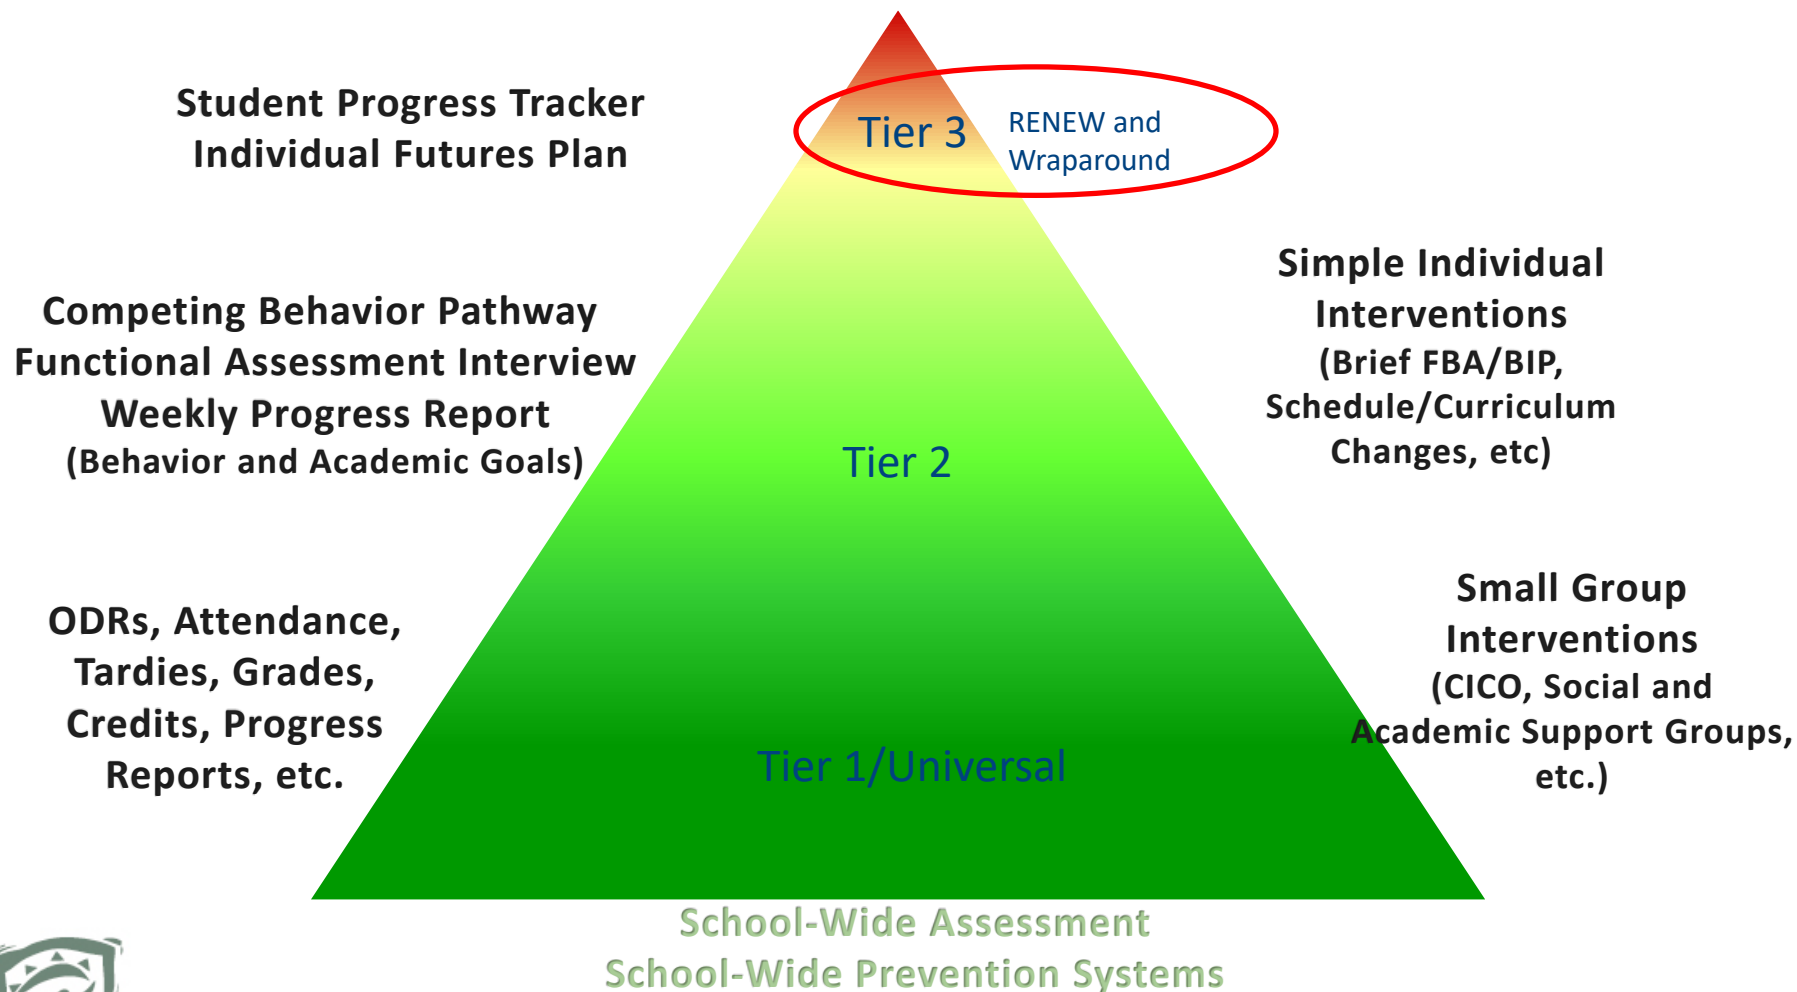 Student Progress Tracker
Individual Futures Plan
Tier 3
RENEW and
Wraparound
Competing Behavior Pathway
Functional Assessment Interview
Weekly Progress Report
(Behavior and Academic Goals)
Tier 2
Simple Individual
Interventions
(Brief FBA/BIP,
Schedule/Curriculum
Changes, etc)
ODRs, Attendance,
Tardies, Grades,
Credits, Progress
Reports, etc.
Tier 1/Universal
Small Group
Interventions
(CICO, Social and
Academic Support Groups,
etc.)
School-Wide Assessment
School-Wide Prevention Systems